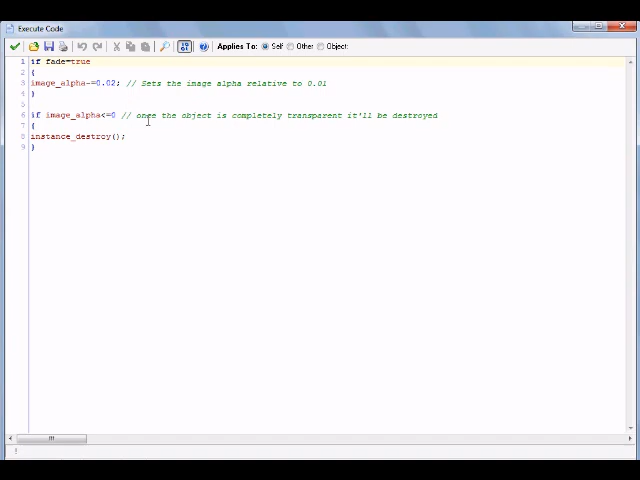 Execute Code
Applies To: Self Other Object:
1 if fade=true
2 {
3 image_alpha-=0.02; // Sets the image alpha relative to 0.01
4 }
5
6 if image_alpha<=0 // once the object is completely transparent it'll be destroyed
7 {
8 instance_destroy();
9 }